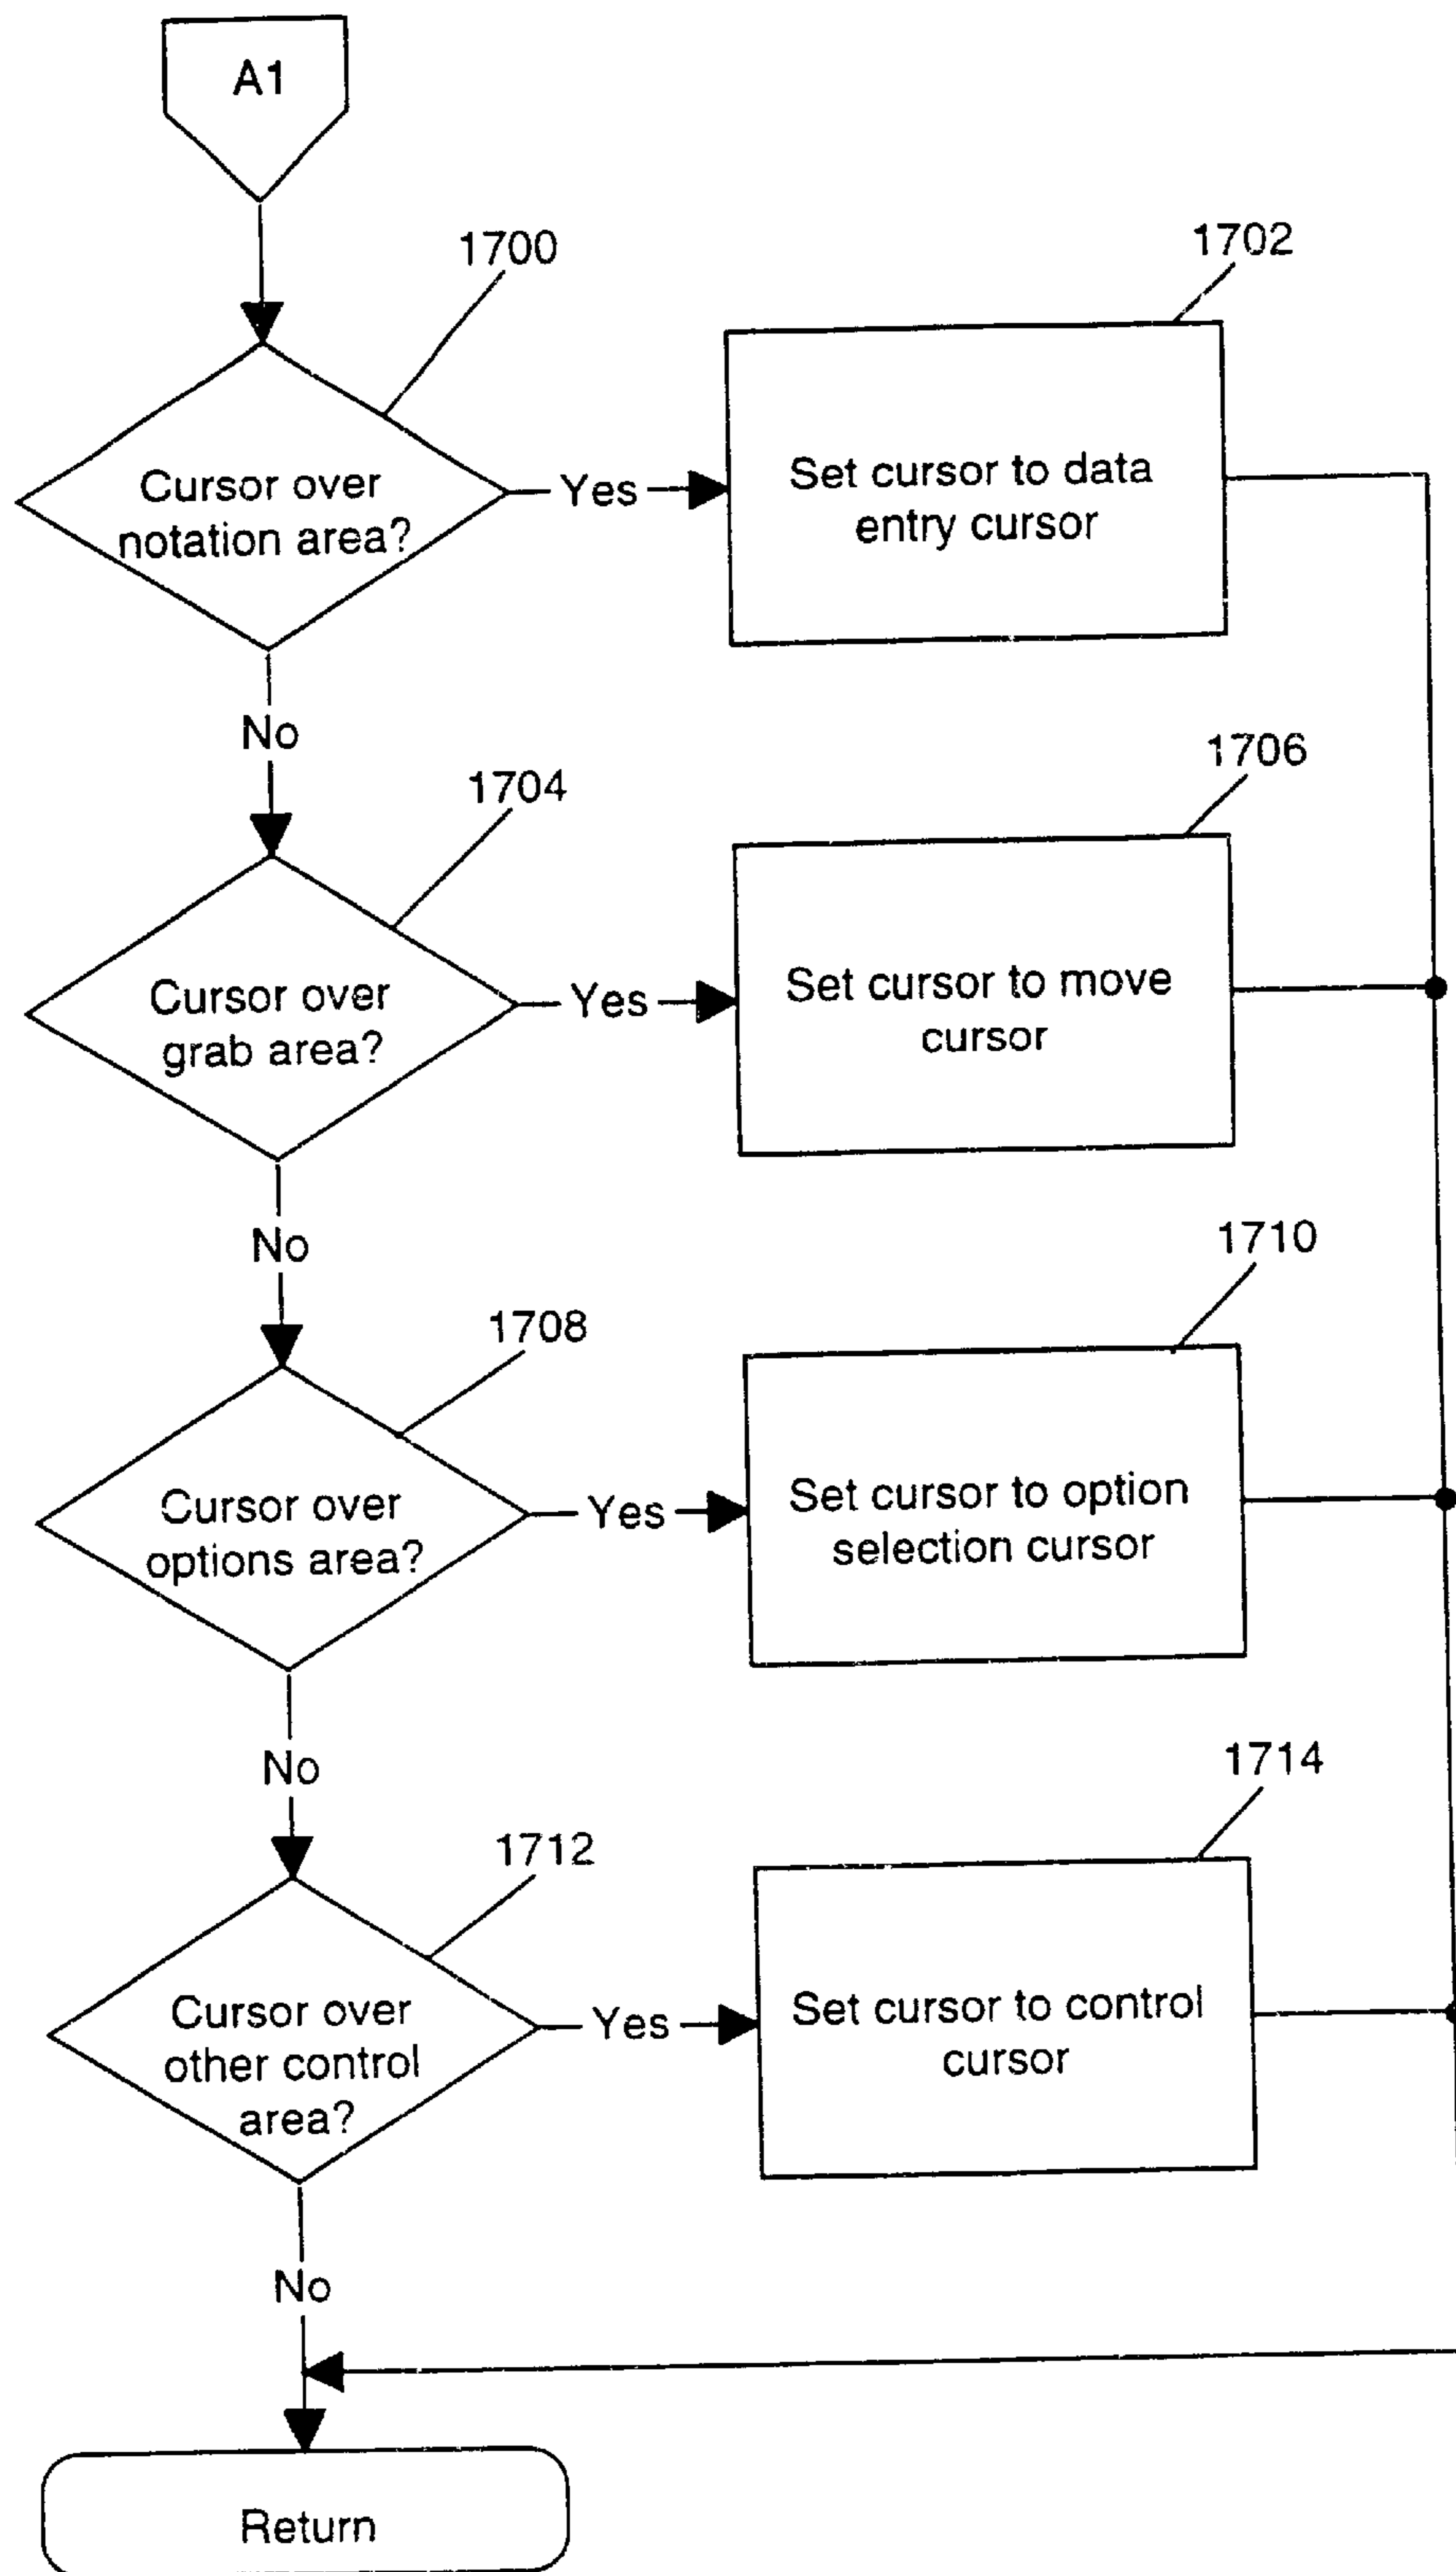 A1
1700
1702
Cursor over
notation area?
Yes
Set cursor to data
entry cursor
No
1704
1706
Cursor over
grab area?
Yes
Set cursor to move
cursor
No
1708
1710
Cursor over
options area?
Yes
Set cursor to option
selection cursor
No
1712
1714
Cursor over
other control
area?
Yes
Set cursor to control
cursor
No
Return